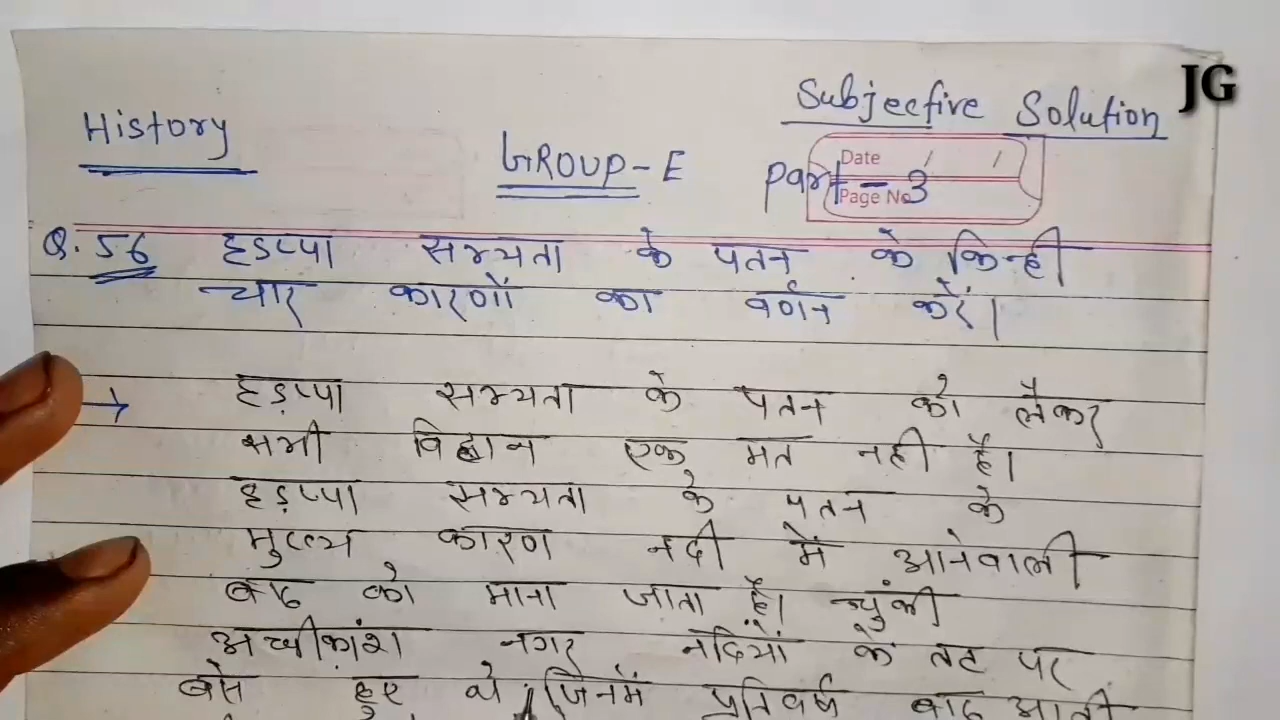 JG
Subjective Solution
History
GROUP-E
part-3
Date / /
Page No
Q. 56 हडप्पा सभ्यता के पतन के किन्ही
चार कारणों का वर्णन करें।
→ हड़प्पा सभ्यता के पतन को लेकर
सभी विद्वान एक मत नही है।
हड़प्पा सभ्यता के पतन के
मुख्य कारण नदी में आनेवाली
बाढ को माना जाता है। च्युंकी
अधीकांश नगर नदियों के तट पर
बसे हुए थे, जिनमें प्रतिवर्ष बाढ आती